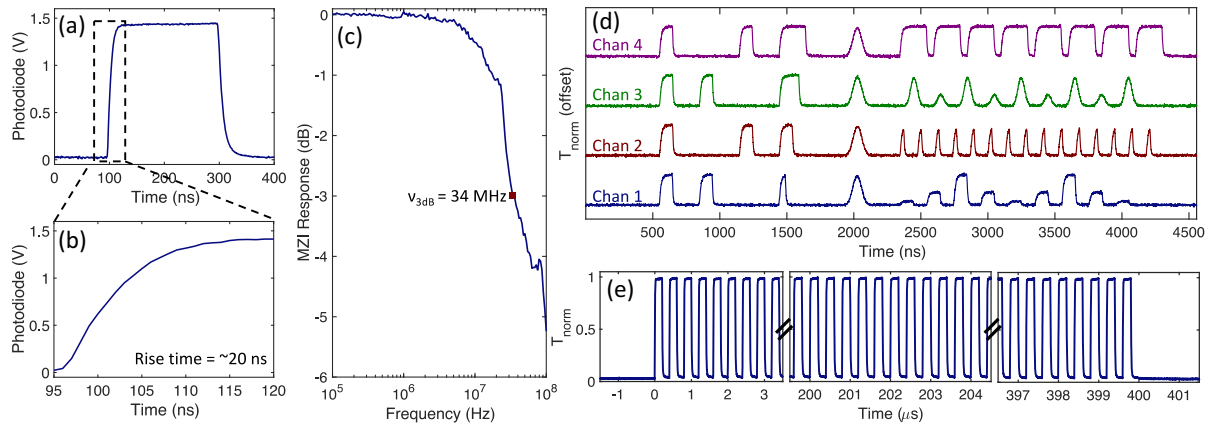 (a)
Photodiode (V)
1.5
1
0.5
0
0 100 200 300 400
Time (ns)
(b)
Photodiode (V)
1.5
1
0.5
0
Rise time = ~20 ns
95 100 105 110 115 120
Time (ns)
(c)
MZI Response (dB)
0
-1
-2
-3
-4
-5
-6
ν3dB = 34 MHz
10^5 10^6 10^7 10^8
Frequency (Hz)
(d)
T_norm (offset)
Chan 4
Chan 3
Chan 2
Chan 1
500 1000 1500 2000 2500 3000 3500 4000 4500
Time (ns)
(e)
T_norm
1
0.5
0
-1 0 1 2 3 200 201 202 203 204 397 398 399 400 401
Time (μs)